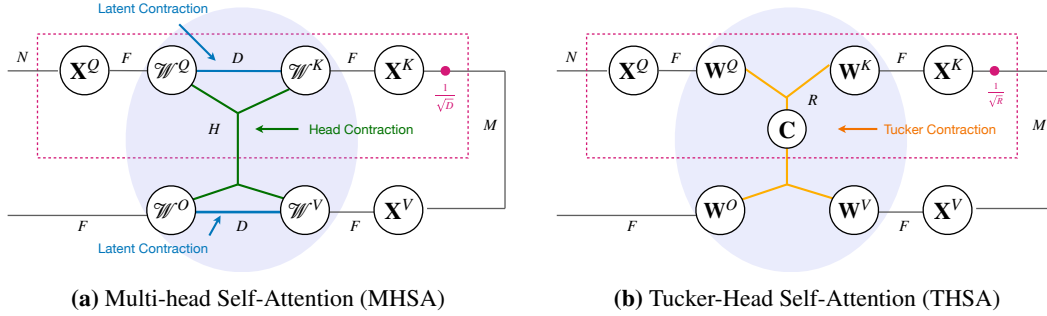 Latent Contraction
N X^Q F 𝒲^Q D 𝒲^K F X^K
1/√D
H Head Contraction M
F 𝒲^O D 𝒲^V F X^V
Latent Contraction
(a) Multi-head Self-Attention (MHSA)
N X^Q F W^Q W^K F X^K
R 1/√R
C Tucker Contraction M
F W^O W^V F X^V
(b) Tucker-Head Self-Attention (THSA)